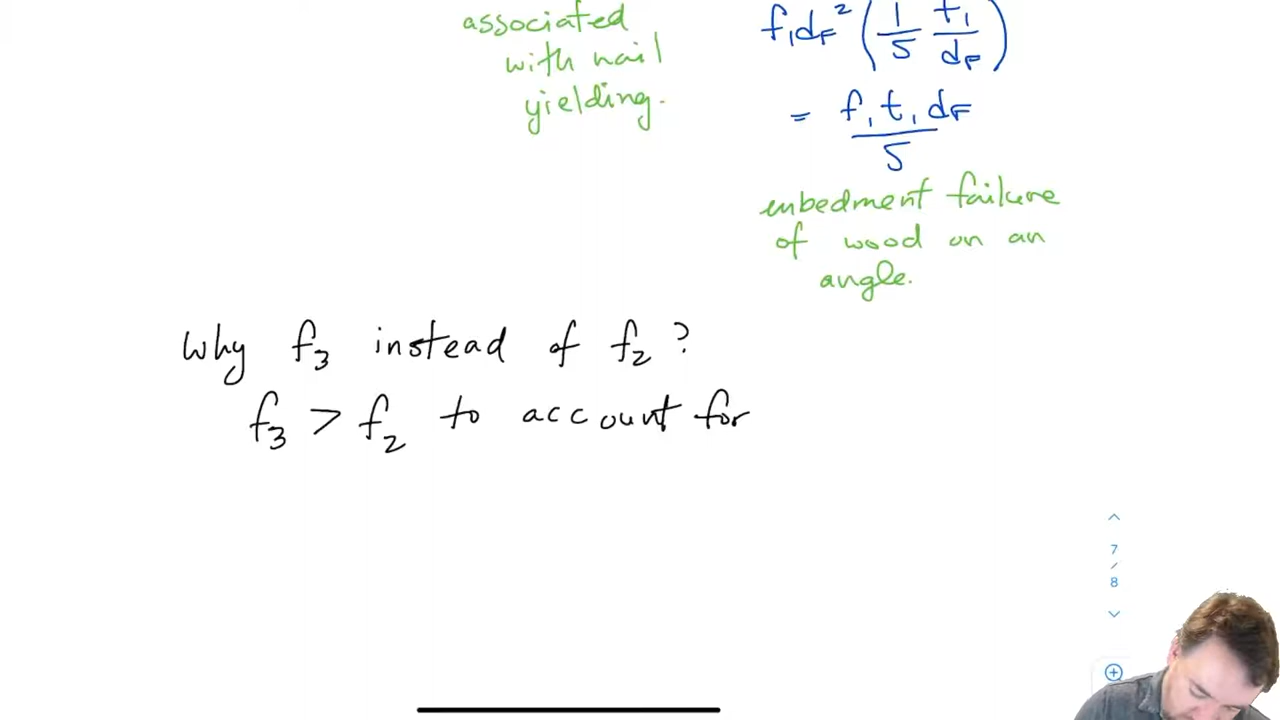 associated
with nail
yielding.
f₁d_F² (1/5 t₁/d_F)
= f₁t₁d_F/5
embedment failure
of wood on an
angle.
Why f₃ instead of f₂?
f₃ > f₂ to account for
7
/
8